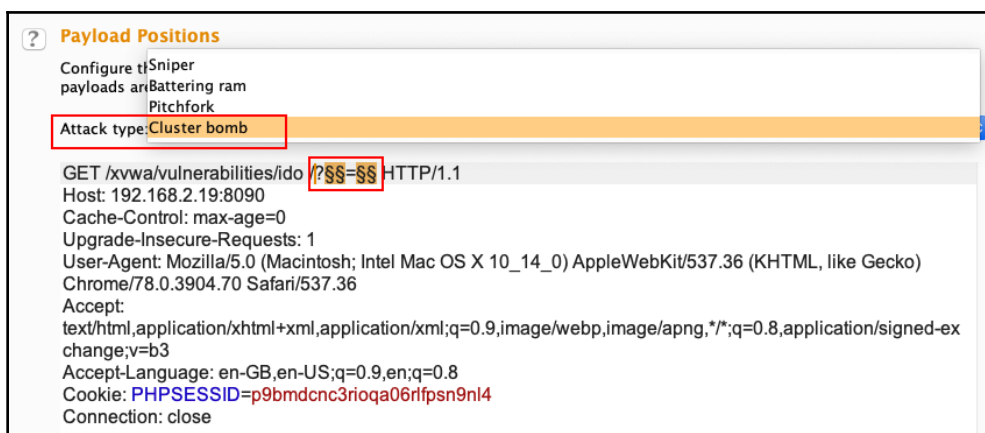 ? Payload Positions
Configure th Sniper
payloads are Battering ram
Pitchfork
Attack type: Cluster bomb
GET /xvwa/vulnerabilities/ido /?§§=§§ HTTP/1.1
Host: 192.168.2.19:8090
Cache-Control: max-age=0
Upgrade-Insecure-Requests: 1
User-Agent: Mozilla/5.0 (Macintosh; Intel Mac OS X 10_14_0) AppleWebKit/537.36 (KHTML, like Gecko)
Chrome/78.0.3904.70 Safari/537.36
Accept:
text/html,application/xhtml+xml,application/xml;q=0.9,image/webp,image/apng,*/*;q=0.8,application/signed-ex
change;v=b3
Accept-Language: en-GB,en-US;q=0.9,en;q=0.8
Cookie: PHPSESSID=p9bmdcnc3rioqa06rlfpsn9nl4
Connection: close